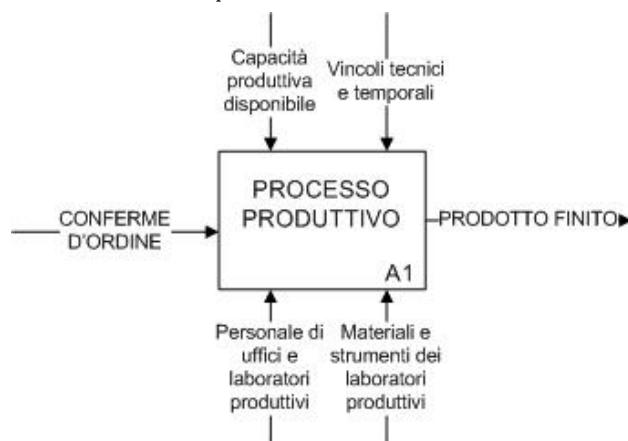 Capacità
produttiva
disponibile
Vincoli tecnici
e temporali
PROCESSO
PRODUTTIVO
A1
CONFERME
D'ORDINE
PRODOTTO FINITO
Personale di
uffici e
laboratori
produttivi
Materiali e
strumenti dei
laboratori
produttivi